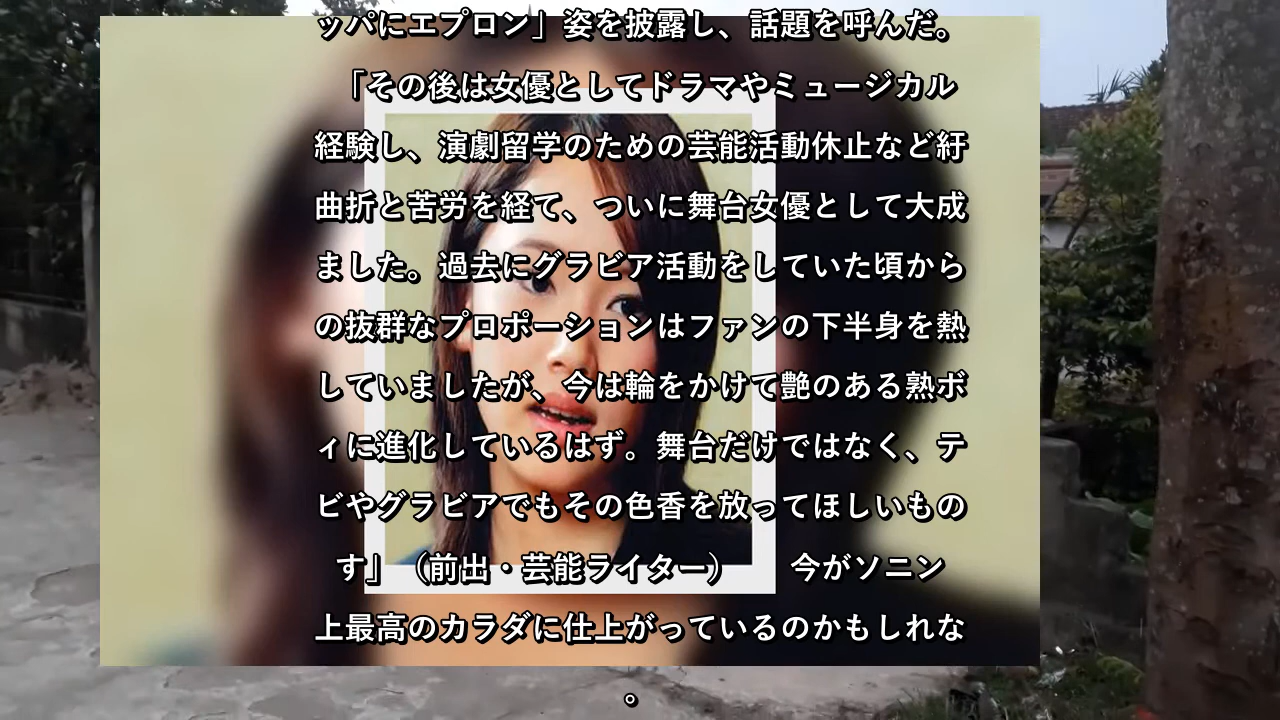 ッパにエプロン」姿を披露し、話題を呼んだ。
「その後は女優としてドラマやミュージカル
経験し、演劇留学のための芸能活動休止など紆
曲折と苦労を経て、ついに舞台女優として大成
ました。過去にグラビア活動をしていた頃から
の抜群なプロポーションはファンの下半身を熱
していましたが、今は輪をかけて艶のある熟ボ
ィに進化しているはず。舞台だけではなく、テ
ビやグラビアでもその色香を放ってほしいもの
す」（前出・芸能ライター）　　今がソニン
上最高のカラダに仕上がっているのかもしれな
。